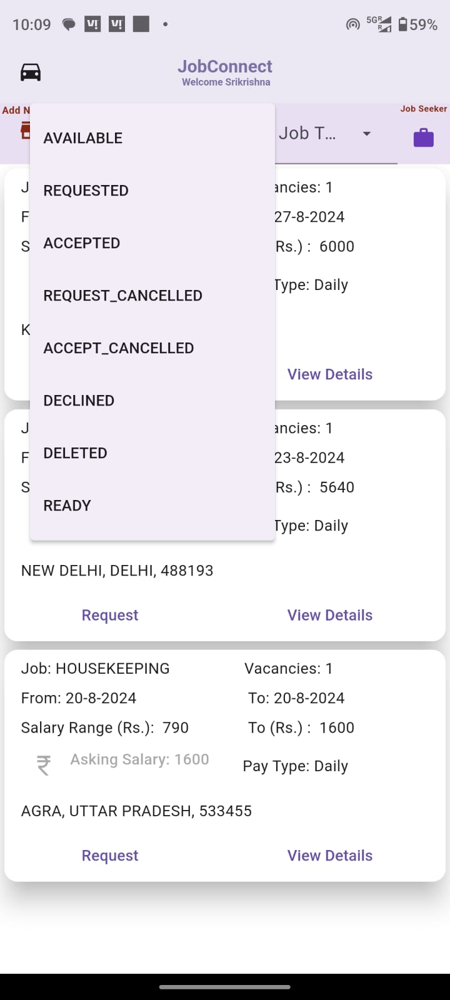 10:09 5G R R 59%
JobConnect
Welcome Srikrishna
Add N Job Seeker
Job T...
AVAILABLE
REQUESTED
ACCEPTED
REQUEST_CANCELLED
ACCEPT_CANCELLED
DECLINED
DELETED
READY
J ancies: 1
F 27-8-2024
S Rs.) : 6000
Type: Daily
K
View Details
J ancies: 1
F 23-8-2024
S Rs.) : 5640
Type: Daily
NEW DELHI, DELHI, 488193
Request View Details
Job: HOUSEKEEPING Vacancies: 1
From: 20-8-2024 To: 20-8-2024
Salary Range (Rs.): 790 To (Rs.) : 1600
₹ Asking Salary: 1600 Pay Type: Daily
AGRA, UTTAR PRADESH, 533455
Request View Details